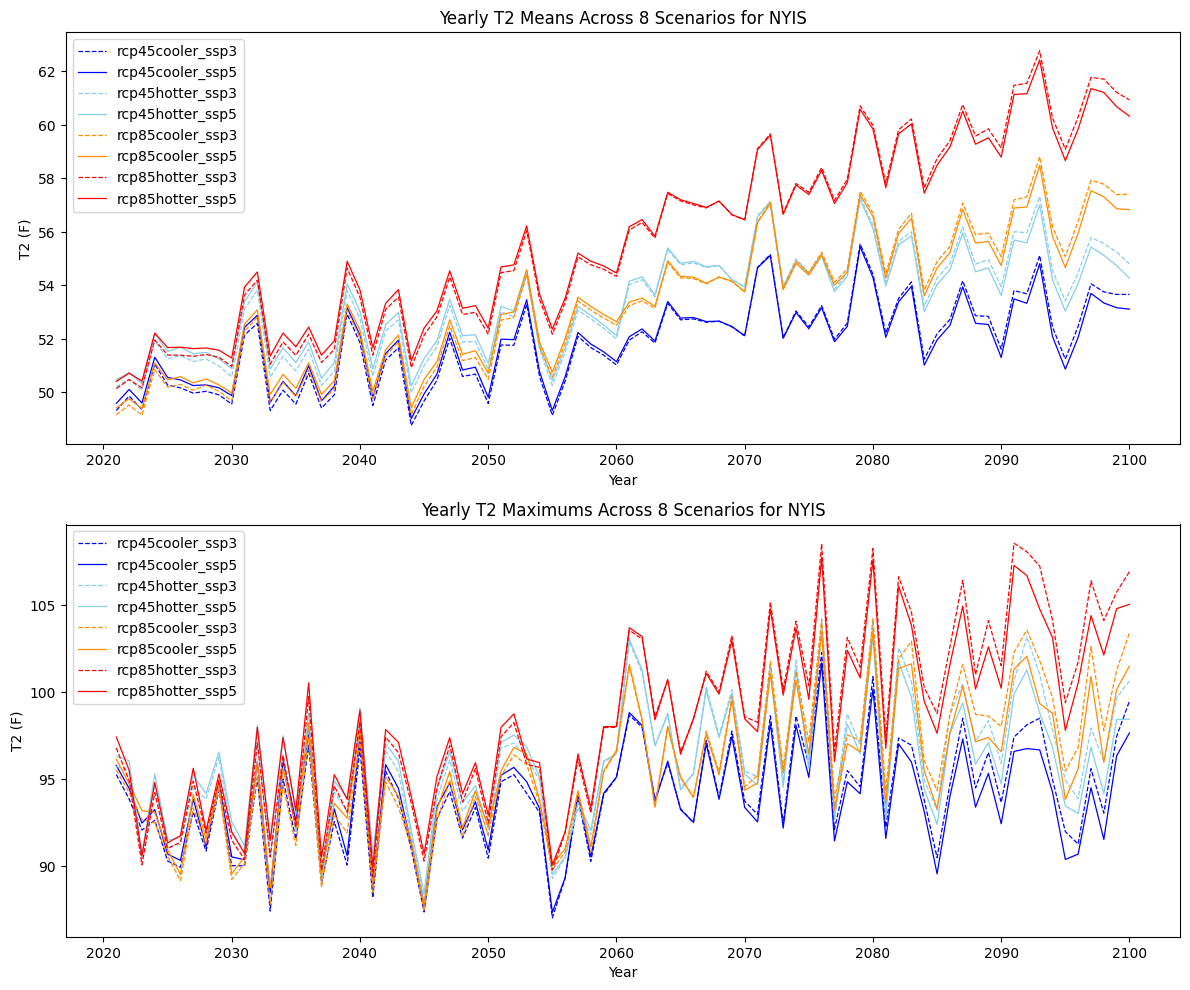 Yearly T2 Means Across 8 Scenarios for NYIS
rcp45cooler_ssp3
rcp45cooler_ssp5
rcp45hotter_ssp3
rcp45hotter_ssp5
rcp85cooler_ssp3
rcp85cooler_ssp5
rcp85hotter_ssp3
rcp85hotter_ssp5
62
60
58
56
54
52
50
T2 (F)
2020 2030 2040 2050 2060 2070 2080 2090 2100
Year
Yearly T2 Maximums Across 8 Scenarios for NYIS
rcp45cooler_ssp3
rcp45cooler_ssp5
rcp45hotter_ssp3
rcp45hotter_ssp5
rcp85cooler_ssp3
rcp85cooler_ssp5
rcp85hotter_ssp3
rcp85hotter_ssp5
105
100
95
90
T2 (F)
2020 2030 2040 2050 2060 2070 2080 2090 2100
Year